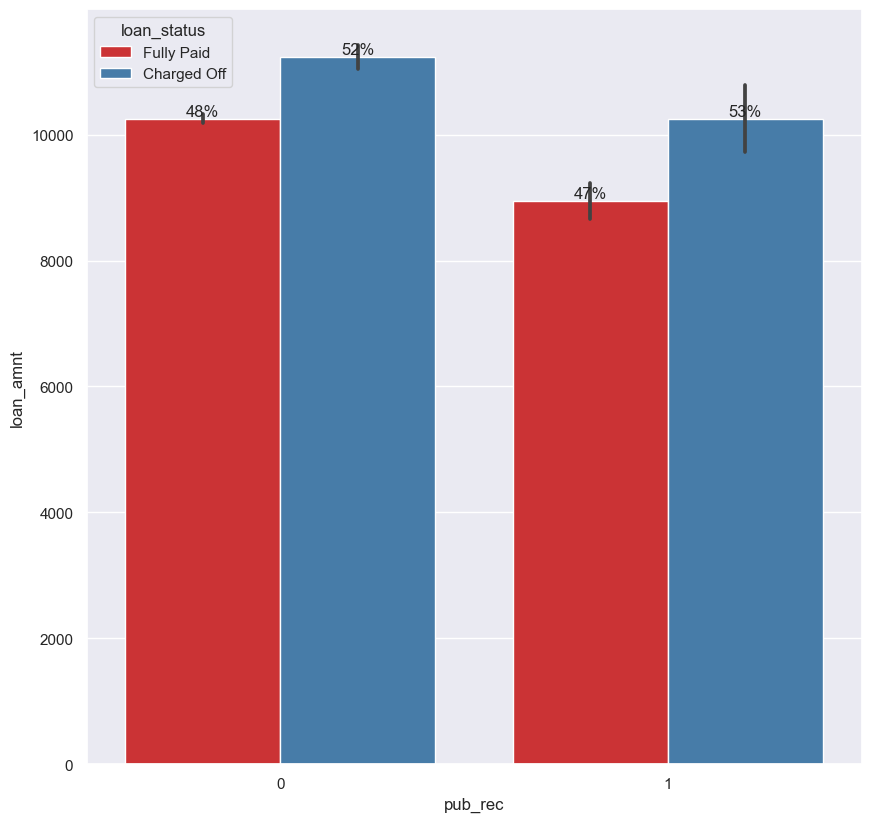 loan_status
Fully Paid
Charged Off
52%
48%
53%
47%
10000
8000
6000
4000
2000
0
loan_amnt
0 1
pub_rec